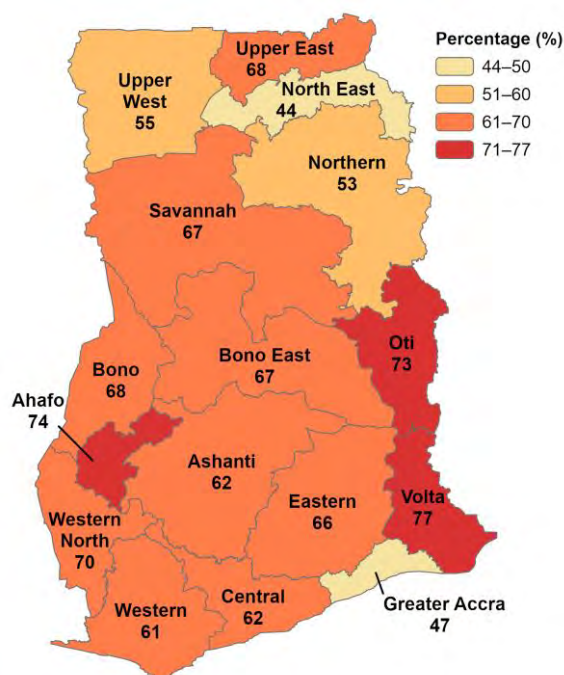 Upper East
68
Percentage (%)
44–50
51–60
61–70
71–77
Upper
West
55
North East
44
Northern
53
Savannah
67
Oti
73
Bono East
67
Bono
68
Ahafo
74
Ashanti
62
Eastern
66
Volta
77
Western
North
70
Central
62
Western
61
Greater Accra
47